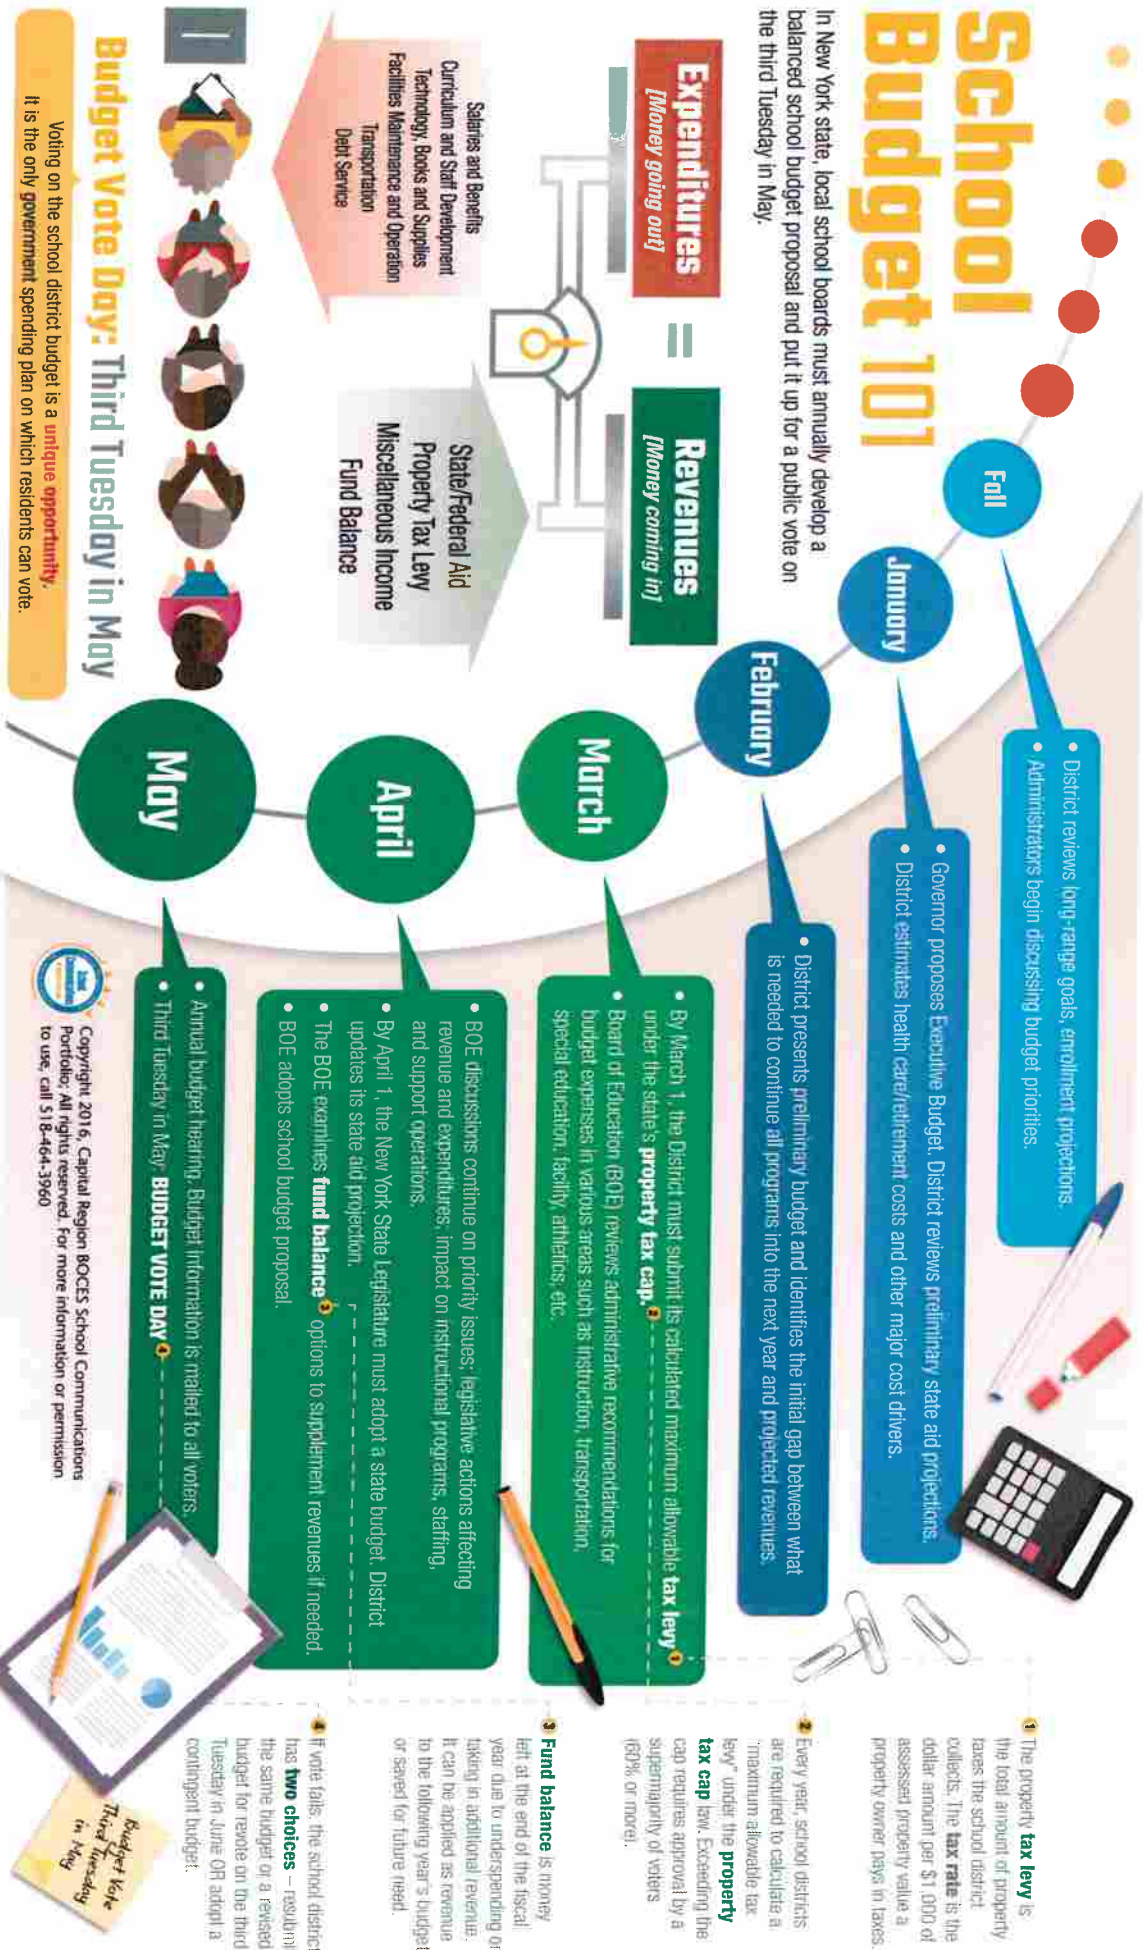 School
Budget 101
In New York state, local school boards must annually develop a
balanced school budget proposal and put it up for a public vote on
the third Tuesday in May.
Expenditures
[Money going out]
=
Revenues
[Money coming in]
Salaries and Benefits
Curriculum and Staff Development
Technology, Books and Supplies
Facilities Maintenance and Operation
Transportation
Debt Service
State/Federal Aid
Property Tax Levy
Miscellaneous Income
Fund Balance
Budget Vote Day: Third Tuesday in May
Voting on the school district budget is a unique opportunity.
It is the only government spending plan on which residents can vote.
Fall
• District reviews long-range goals, enrollment projections.
• Administrators begin discussing budget priorities.
January
• Governor proposes Executive Budget. District reviews preliminary state aid projections.
• District estimates health care/retirement costs and other major cost drivers.
February
• District presents preliminary budget and identifies the initial gap between what
is needed to continue all programs into the next year and projected revenues.
March
• By March 1, the District must submit its calculated maximum allowable tax levy 1
under the state's property tax cap. 2
• Board of Education (BOE) reviews administrative recommendations for
budget expenses in various areas such as instruction, transportation,
special education, facility, athletics, etc.
April
• BOE discussions continue on priority issues; legislative actions affecting
revenue and expenditures; impact on instructional programs, staffing,
and support operations.
• By April 1, the New York State Legislature must adopt a state budget. District
updates its state aid projection.
• The BOE examines fund balance 3 options to supplement revenues if needed.
• BOE adopts school budget proposal.
May
• Annual budget hearing. Budget information is mailed to all voters.
• Third Tuesday in May: BUDGET VOTE DAY 4
1 The property tax levy is
the total amount of property
taxes the school district
collects. The tax rate is the
dollar amount per $1,000 of
assessed property value a
property owner pays in taxes.
2 Every year, school districts
are required to calculate a
"maximum allowable tax
levy" under the property
tax cap law. Exceeding the
cap requires approval by a
supermajority of voters
(60% or more).
3 Fund balance is money
left at the end of the fiscal
year due to underspending or
taking in additional revenue.
It can be applied as revenue
to the following year's budget
or saved for future need.
4 If vote fails, the school district
has two choices – resubmit
the same budget or a revised
budget for revote on the third
Tuesday in June OR adopt a
contingent budget.
Copyright 2016, Capital Region BOCES School Communications
Portfolio; All rights reserved. For more information or permission
to use, call 518-464-3960
Budget Vote
Third Tuesday
in May